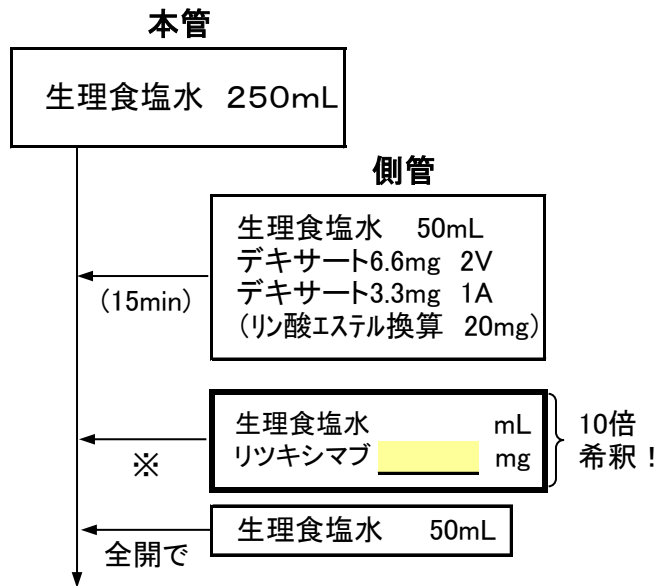 本管
生理食塩水 250mL
側管
生理食塩水 50mL
デキサート6.6mg 2V
デキサート3.3mg 1A
(リン酸エステル換算 20mg)
(15min)
生理食塩水 mL
リツキシマブ mg
10倍
希釈!
※
生理食塩水 50mL
全開で